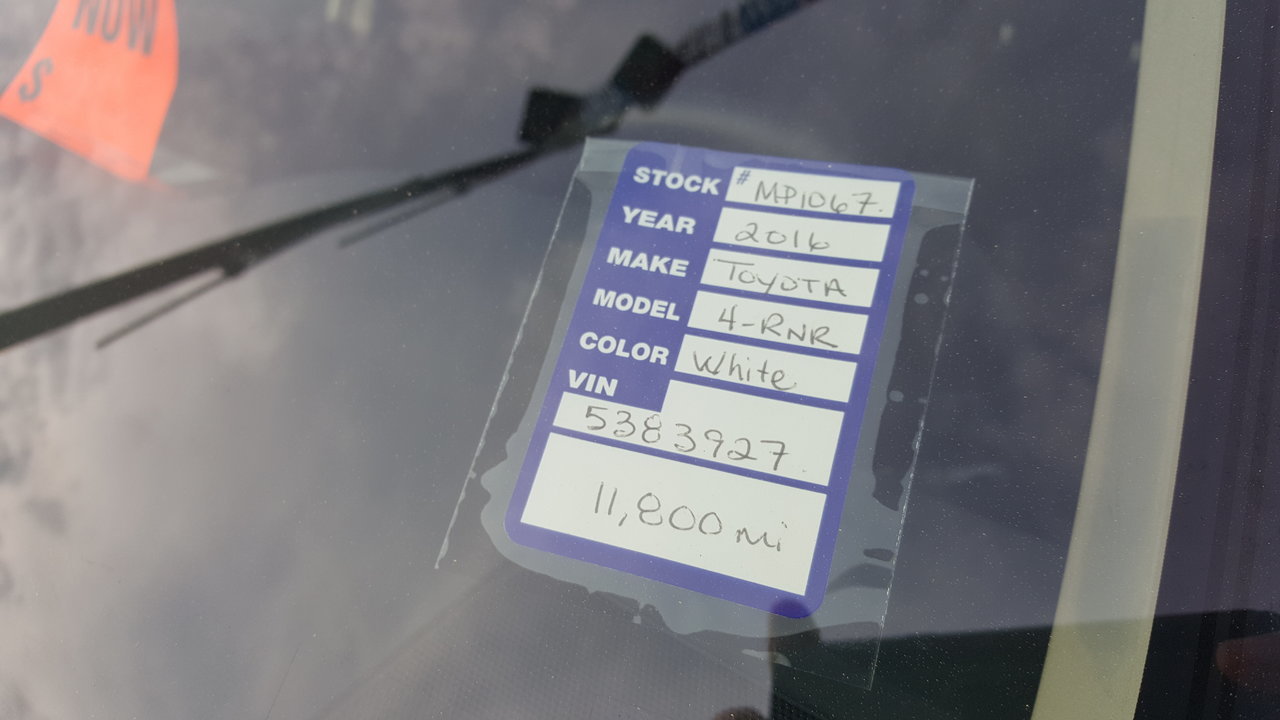 NOW
S
STOCK # MP1067.
YEAR 2016
MAKE TOYOTA
MODEL 4-RNR
COLOR White
VIN
5383927.
11,800 mi